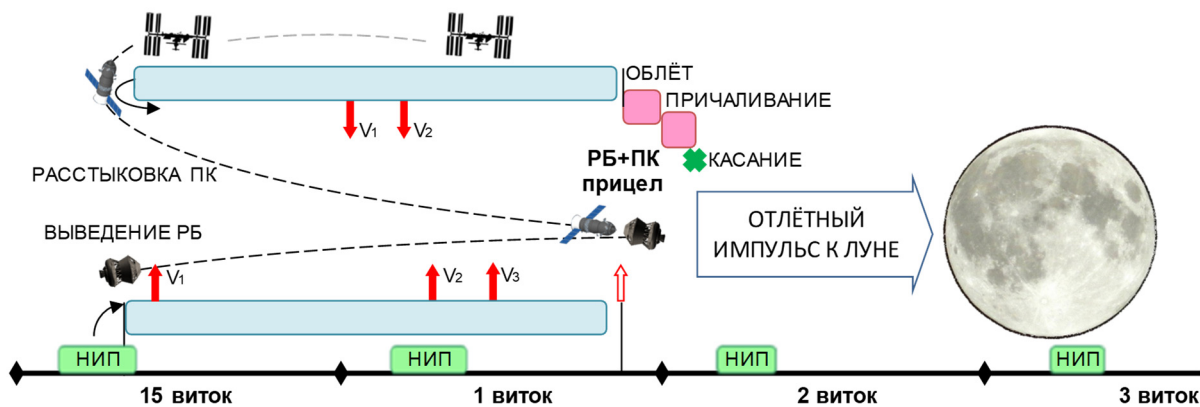 ОБЛЁТ
ПРИЧАЛИВАНИЕ
V1
V2
КАСАНИЕ
РБ+ПК
прицел
РАССТЫКОВКА ПК
ОТЛЁТНЫЙ
ИМПУЛЬС К ЛУНЕ
ВЫВЕДЕНИЕ РБ
V1
V2
V3
НИП
НИП
НИП
НИП
15 виток
1 виток
2 виток
3 виток